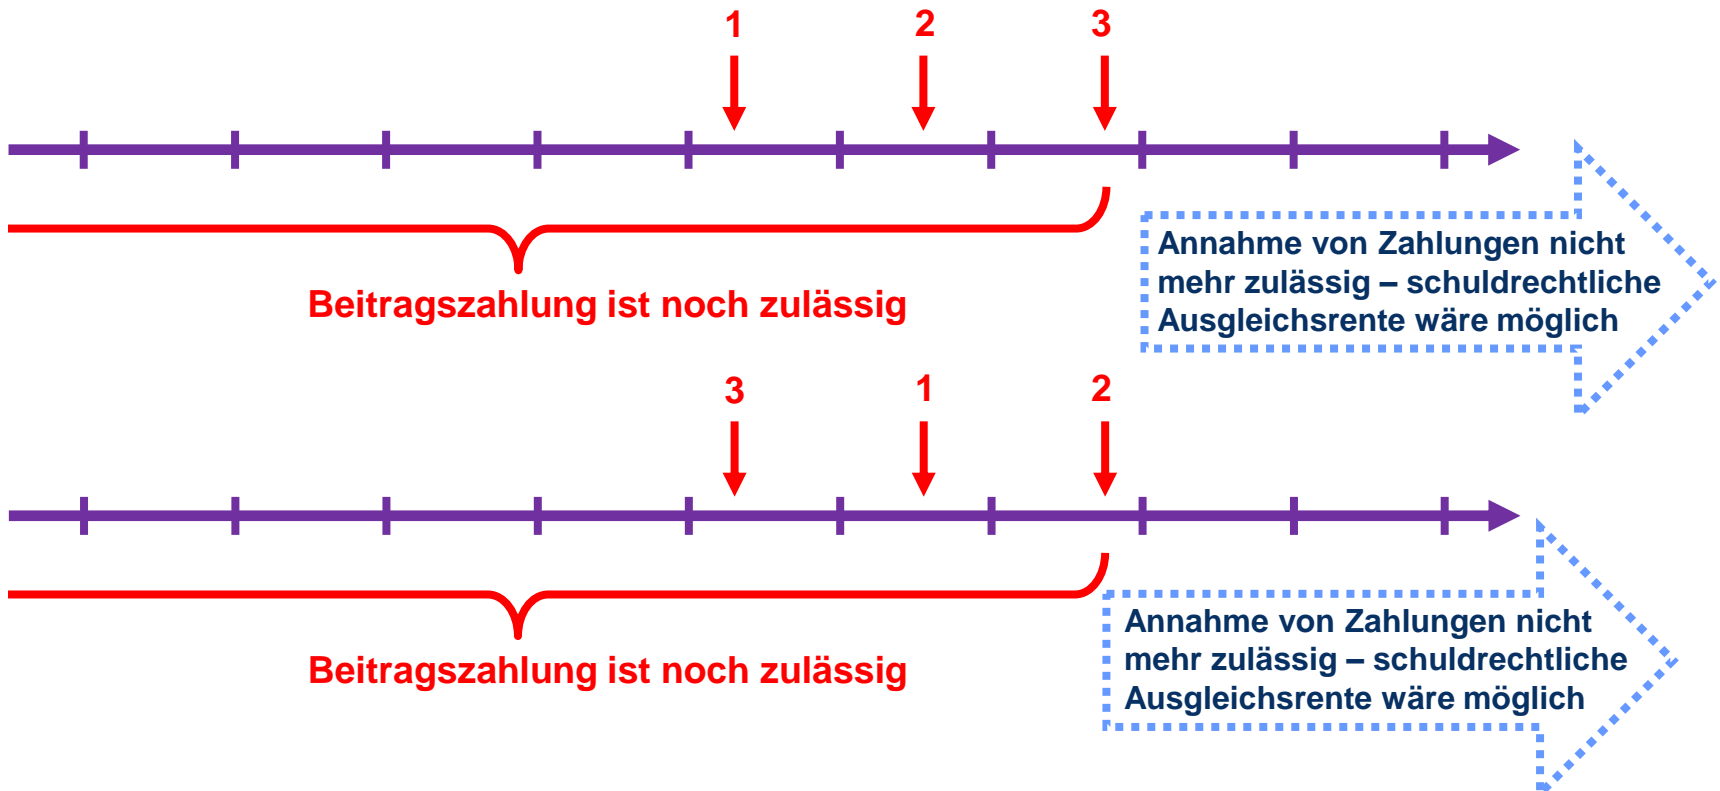 1 2 3
Annahme von Zahlungen nicht
mehr zulässig – schuldrechtliche
Ausgleichsrente wäre möglich
Beitragszahlung ist noch zulässig
3 1 2
Annahme von Zahlungen nicht
mehr zulässig – schuldrechtliche
Ausgleichsrente wäre möglich
Beitragszahlung ist noch zulässig